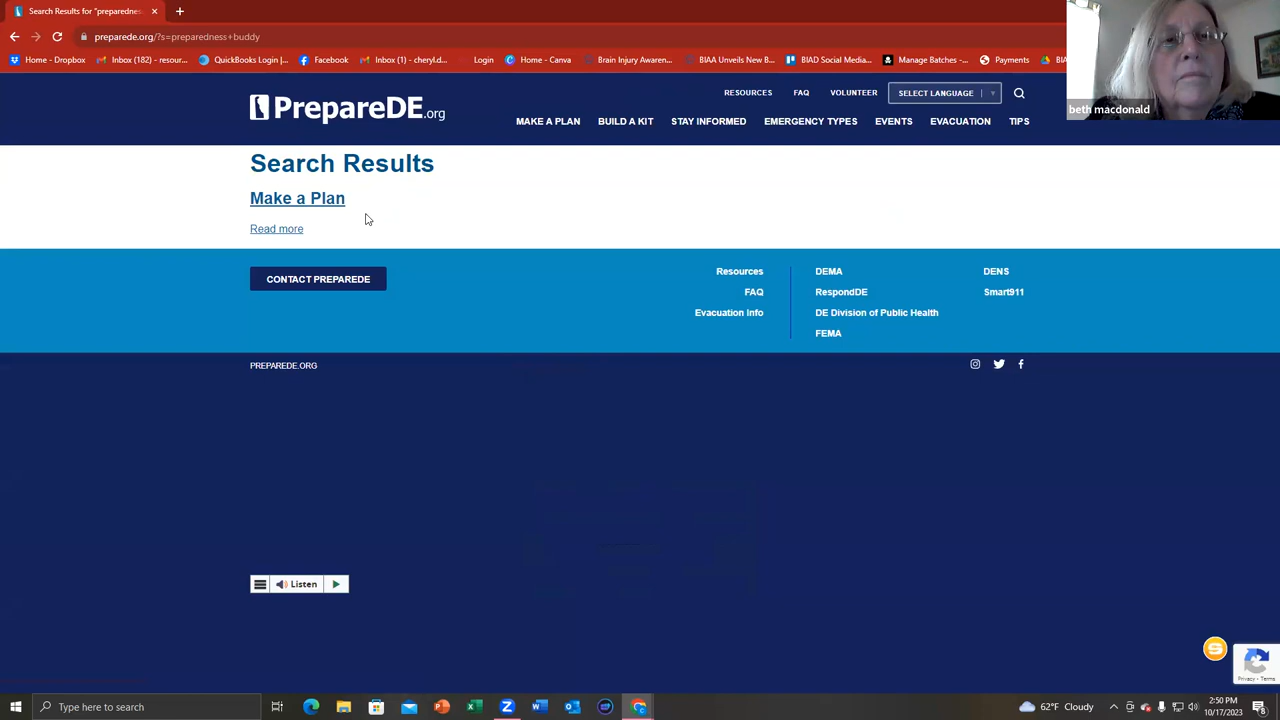 Search Results for "preparednes
preparede.org/?s=preparedness+buddy
Home - Dropbox
Inbox (182) - resour...
QuickBooks Login |...
Facebook
Inbox (1) - cheryl.d...
Login
Home - Canva
Brain Injury Awaren...
BIAA Unveils New B...
BIAD Social Media...
Manage Batches -...
Payments
BIA
beth macdonald
RESOURCES
FAQ
VOLUNTEER
SELECT LANGUAGE
PrepareDE.org
MAKE A PLAN
BUILD A KIT
STAY INFORMED
EMERGENCY TYPES
EVENTS
EVACUATION
TIPS
Search Results
Make a Plan
Read more
CONTACT PREPAREDE
Resources
FAQ
Evacuation Info
DEMA
RespondDE
DE Division of Public Health
FEMA
DENS
Smart911
PREPAREDE.ORG
Listen
Privacy - Terms
Type here to search
62°F Cloudy
2:50 PM
10/17/2023